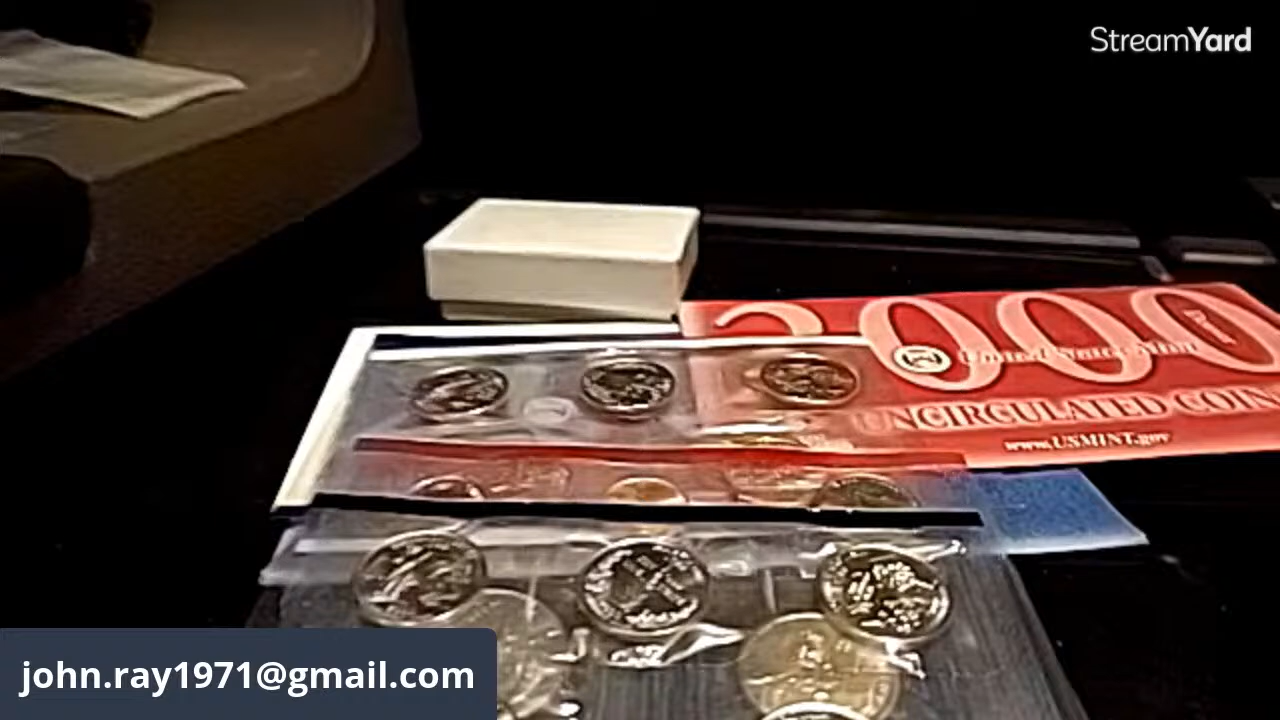 StreamYard
2000
United States Mint
UNCIRCULATED COIN
www.USMINT.gov
john.ray1971@gmail.com